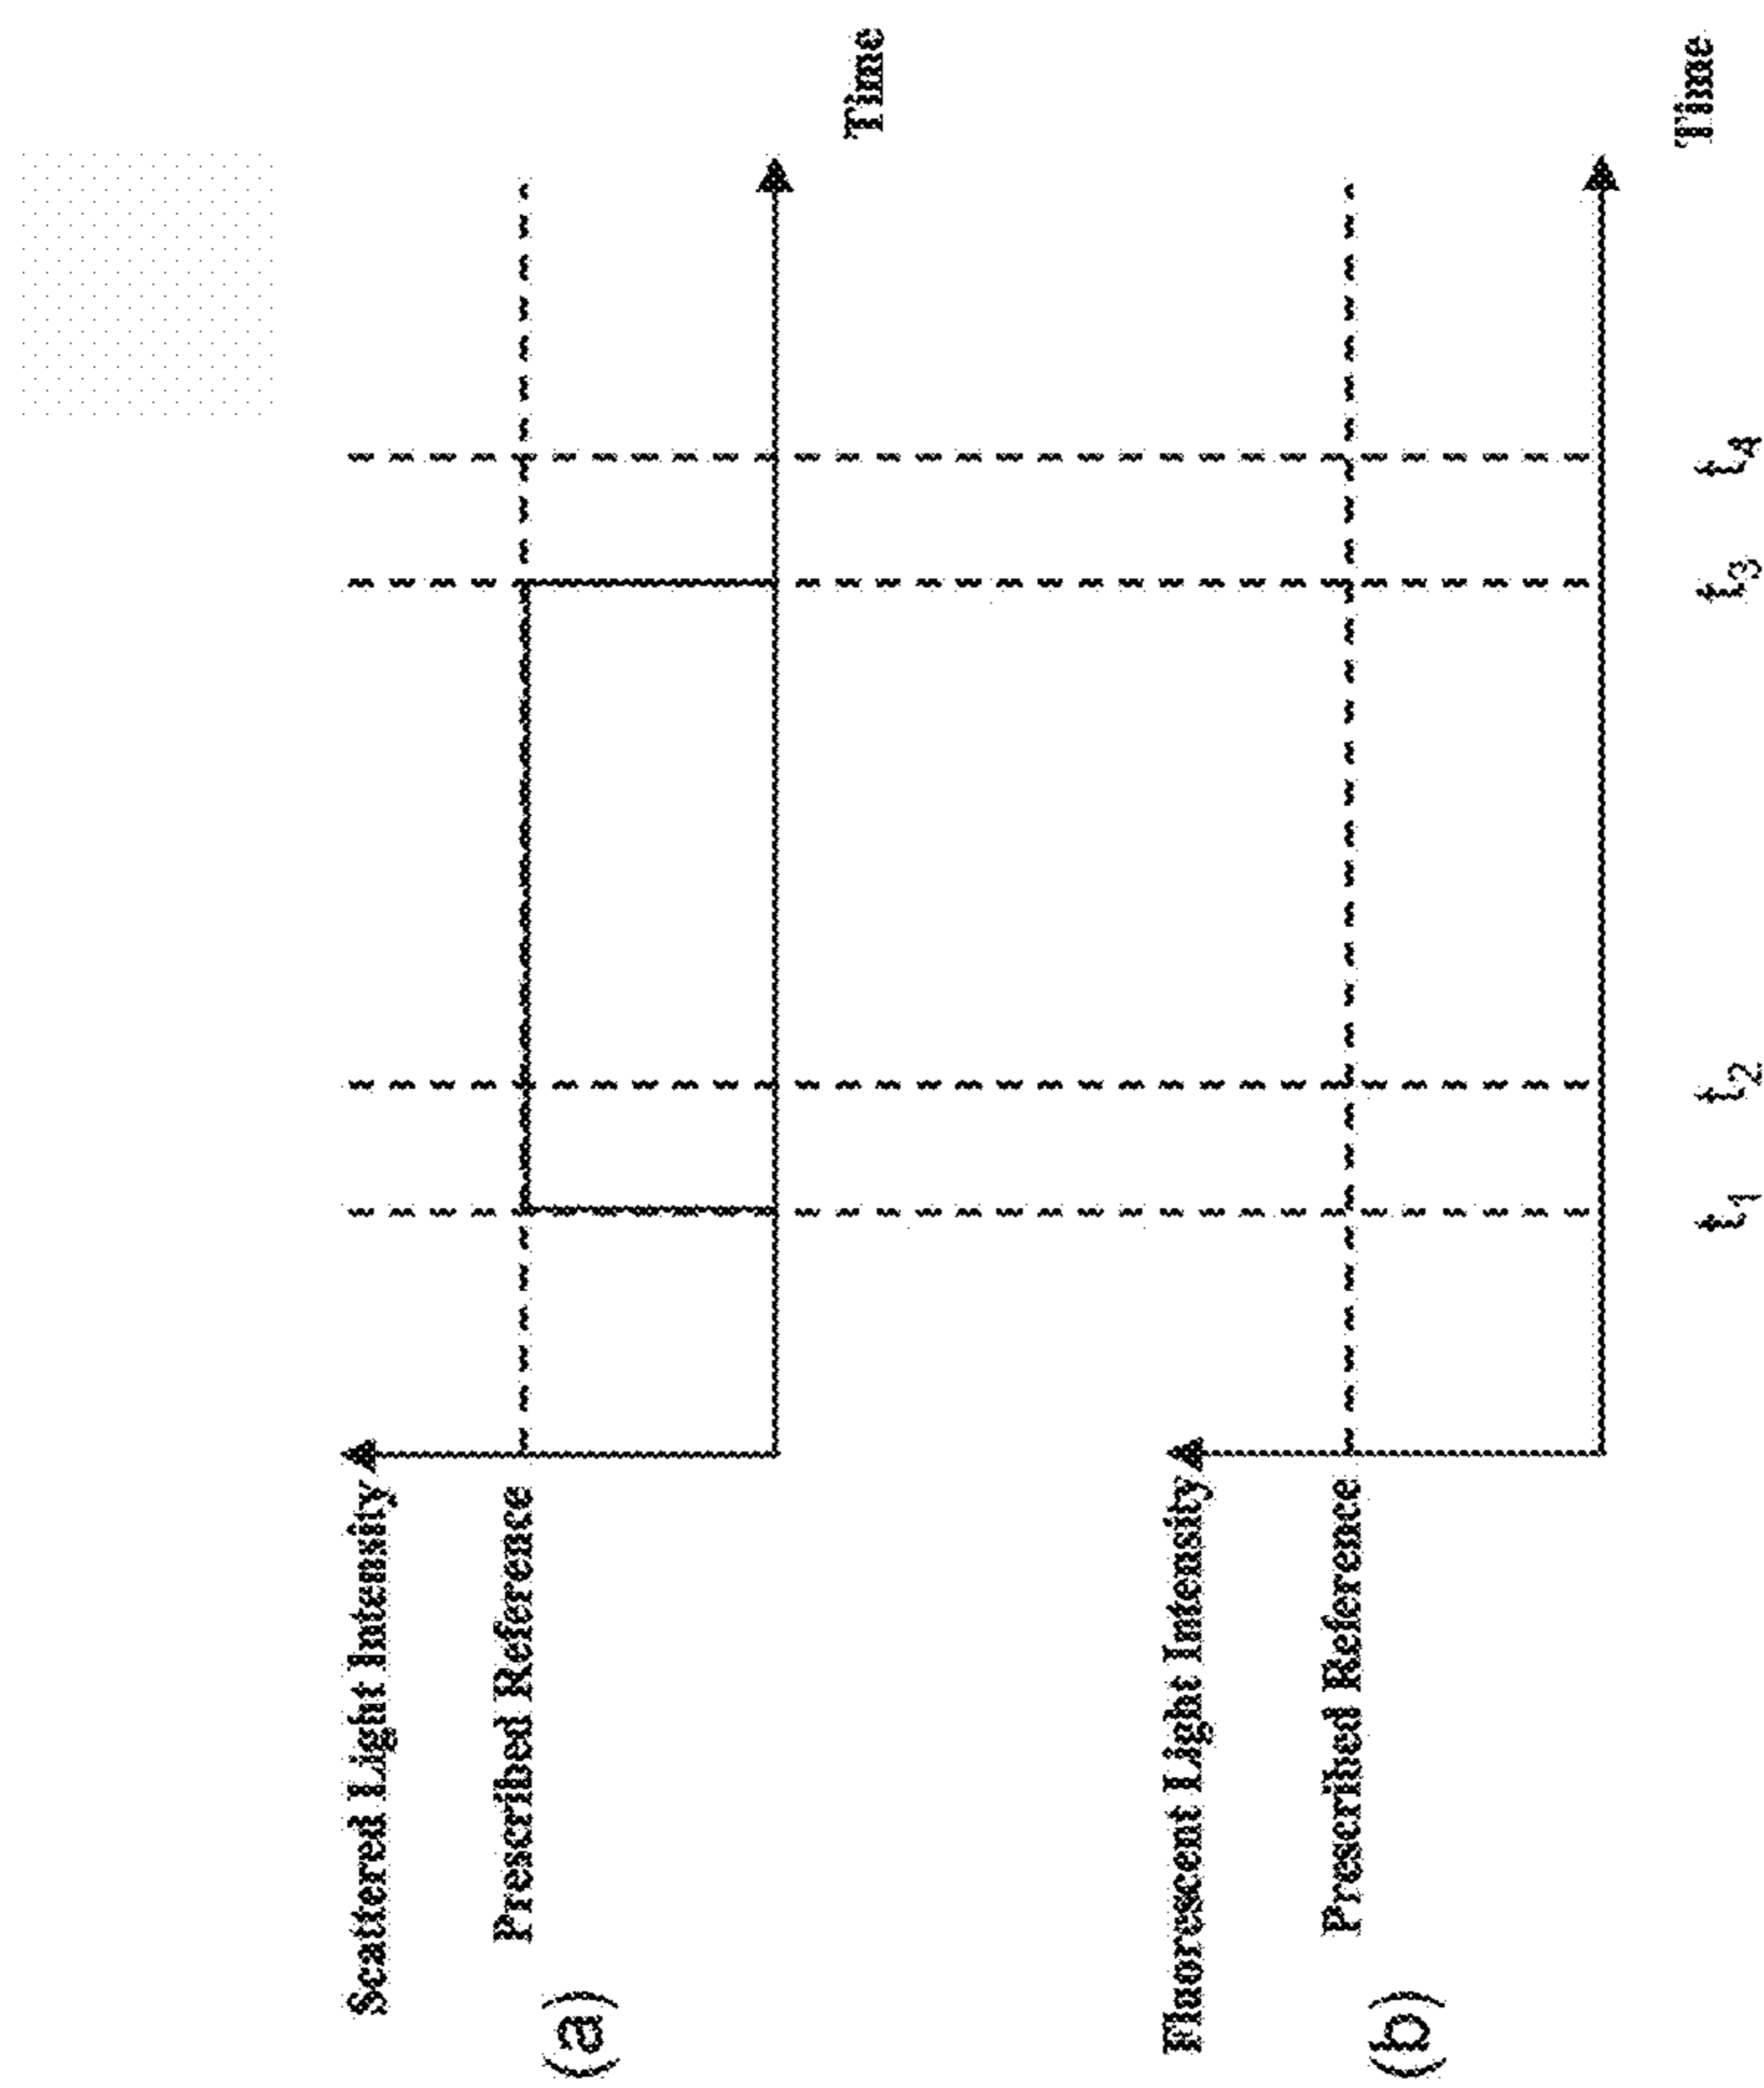 Scattered Light Intensity
Prescribed Reference
(a)
Time
Fluorescent Light Intensity
Prescribed Reference
(b)
Time
t1 t2 t3 t4